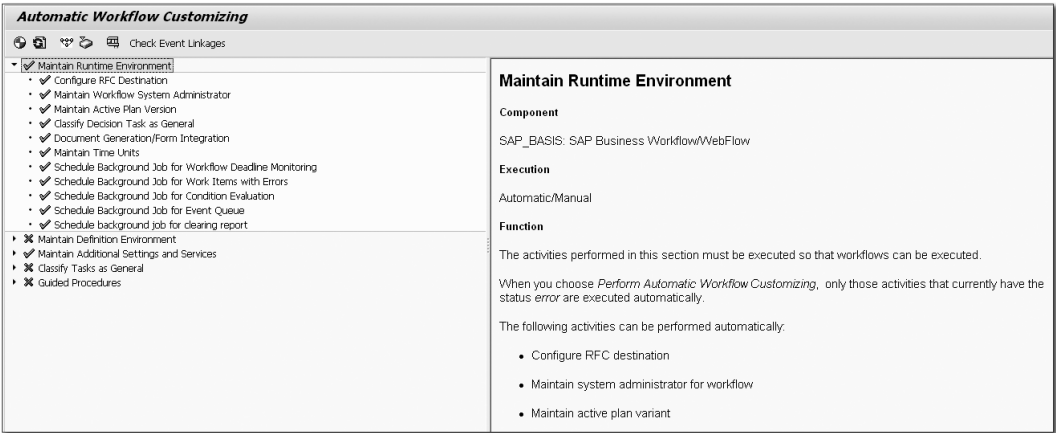 Automatic Workflow Customizing
Check Event Linkages
Maintain Runtime Environment
Configure RFC Destination
Maintain Workflow System Administrator
Maintain Active Plan Version
Classify Decision Task as General
Document Generation/Form Integration
Maintain Time Units
Schedule Background Job for Workflow Deadline Monitoring
Schedule Background Job for Work Items with Errors
Schedule Background Job for Condition Evaluation
Schedule Background Job for Event Queue
Schedule background job for clearing report
Maintain Definition Environment
Maintain Additional Settings and Services
Classify Tasks as General
Guided Procedures
Maintain Runtime Environment
Component
SAP_BASIS: SAP Business Workflow/WebFlow
Execution
Automatic/Manual
Function
The activities performed in this section must be executed so that workflows can be executed.
When you choose Perform Automatic Workflow Customizing, only those activities that currently have the
status error are executed automatically.
The following activities can be performed automatically:
• Configure RFC destination
• Maintain system administrator for workflow
• Maintain active plan variant